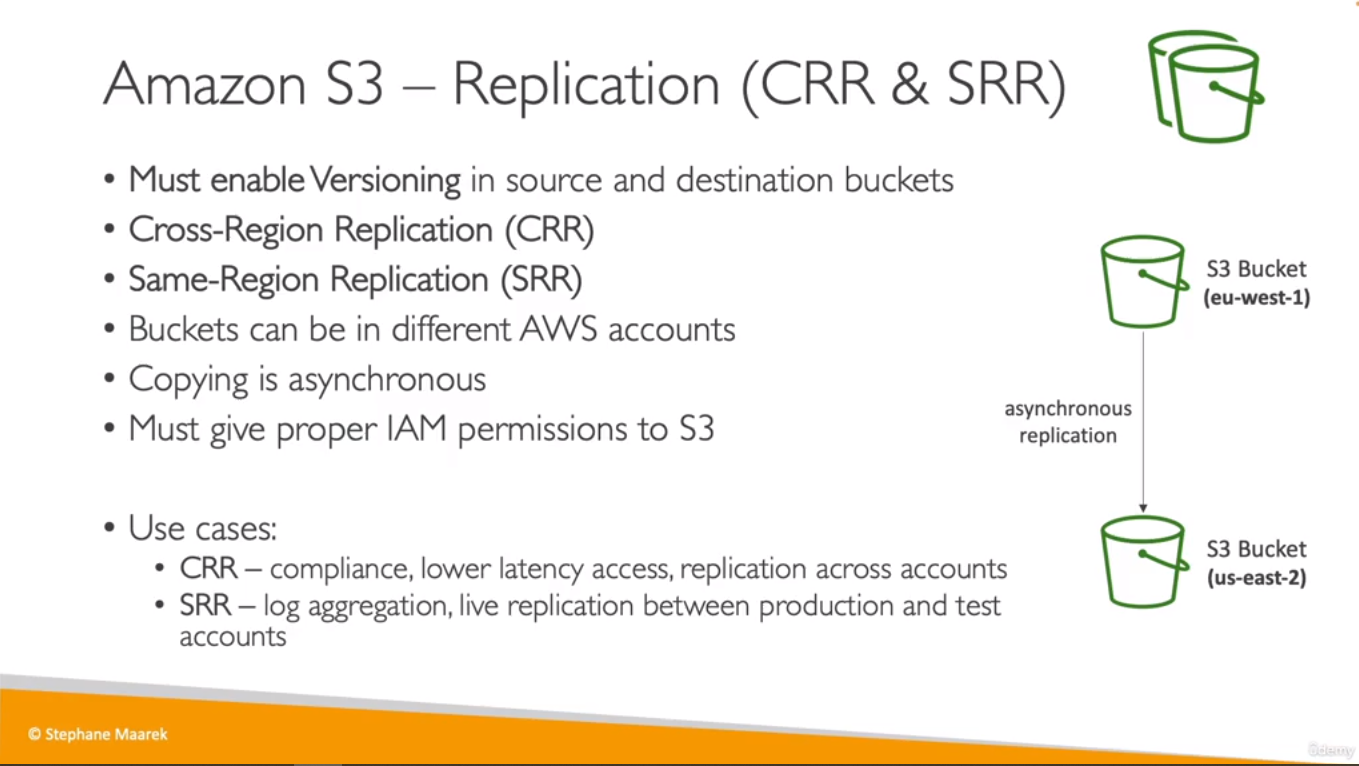 Amazon S3 – Replication (CRR & SRR)
• Must enable Versioning in source and destination buckets
• Cross-Region Replication (CRR)
• Same-Region Replication (SRR)
• Buckets can be in different AWS accounts
• Copying is asynchronous
• Must give proper IAM permissions to S3
• Use cases:
• CRR – compliance, lower latency access, replication across accounts
• SRR – log aggregation, live replication between production and test
accounts
S3 Bucket
(eu-west-1)
asynchronous
replication
S3 Bucket
(us-east-2)
© Stephane Maarek
ûdemy